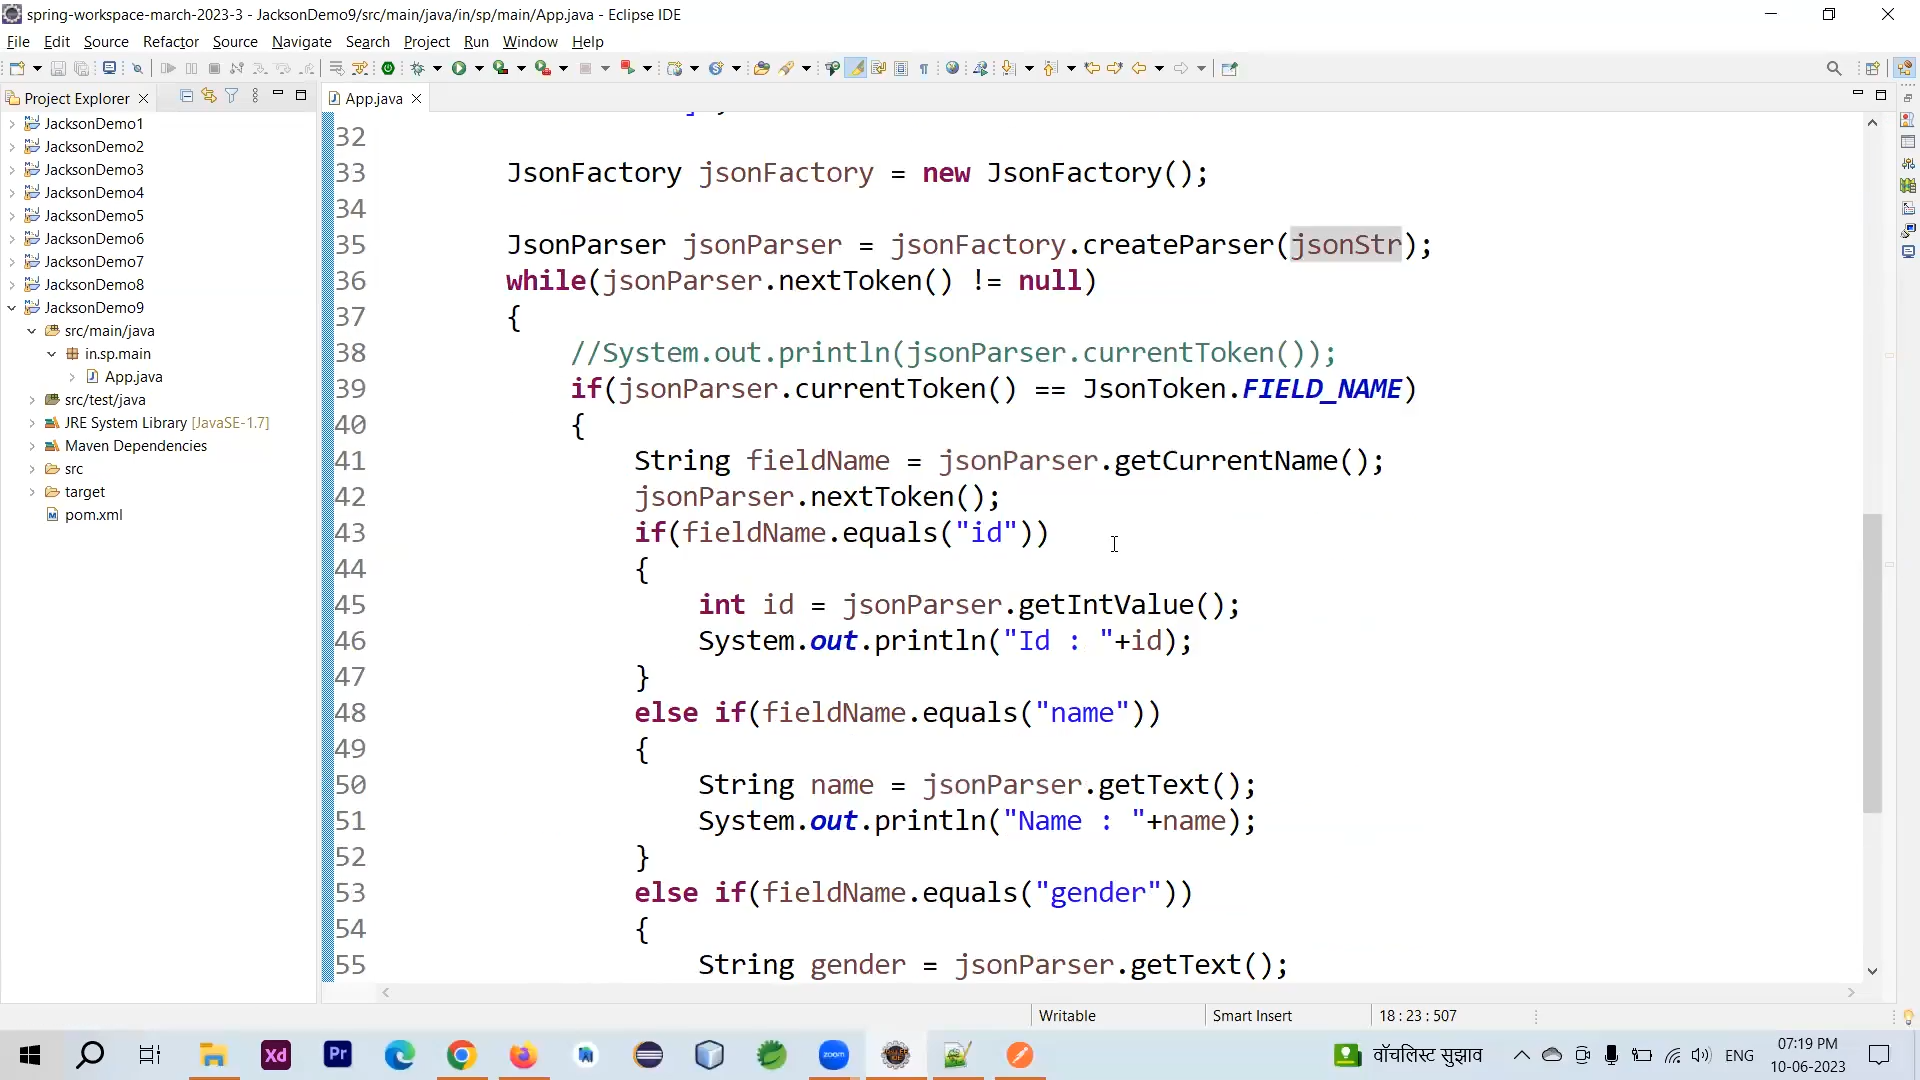 spring-workspace-march-2023-3 - JacksonDemo9/src/main/java/in/sp/main/App.java - Eclipse IDE
File Edit Source Refactor Source Navigate Search Project Run Window Help
Project Explorer
App.java
JacksonDemo1
JacksonDemo2
JacksonDemo3
JacksonDemo4
JacksonDemo5
JacksonDemo6
JacksonDemo7
JacksonDemo8
JacksonDemo9
src/main/java
in.sp.main
App.java
src/test/java
JRE System Library [JavaSE-1.7]
Maven Dependencies
src
target
pom.xml
32
33 JsonFactory jsonFactory = new JsonFactory();
34
35 JsonParser jsonParser = jsonFactory.createParser(jsonStr);
36 while(jsonParser.nextToken() != null)
37 {
38 //System.out.println(jsonParser.currentToken());
39 if(jsonParser.currentToken() == JsonToken.FIELD_NAME)
40 {
41 String fieldName = jsonParser.getCurrentName();
42 jsonParser.nextToken();
43 if(fieldName.equals("id"))
44 {
45 int id = jsonParser.getIntValue();
46 System.out.println("Id : "+id);
47 }
48 else if(fieldName.equals("name"))
49 {
50 String name = jsonParser.getText();
51 System.out.println("Name : "+name);
52 }
53 else if(fieldName.equals("gender"))
54 {
55 String gender = jsonParser.getText();
Writable Smart Insert 18 : 23 : 507
Xd Pr zoom वॉचलिस्ट सुझाव ENG 07:19 PM
10-06-2023